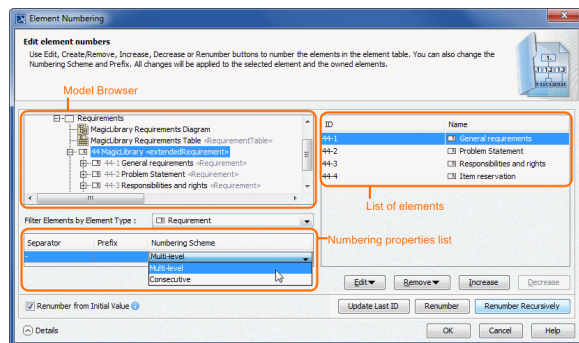 Element Numbering
Edit element numbers
Use Edit, Create/Remove, Increase, Decrease or Renumber buttons to number the elements in the element table. You can also change the
Numbering Scheme and Prefix. All changes will be applied to the selected element and the owned elements.
Model Browser
Requirements
MagicLibrary Requirements Diagram
MagicLibrary Requirements Table «RequirementTable»
44 MagicLibrary «extendedRequirement»
44-1 General requirements «Requirement»
44-2 Problem Statement «Requirement»
44-3 Responsibilities and rights «Requirement»
ID Name
44-1 General requirements
44-2 Problem Statement
44-3 Responsibilities and rights
44-4 Item reservation
List of elements
Filter Elements by Element Type : Requirement
Separator Prefix Numbering Scheme
- Multi-level
Multi-level
Consecutive
Numbering properties list
Edit Remove Increase Decrease
Renumber from Initial Value
Update Last ID Renumber Renumber Recursively
Details
OK Cancel Help